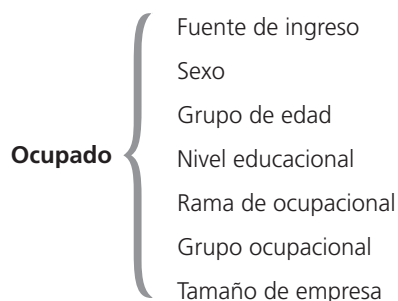 Fuente de ingreso
Sexo
Grupo de edad
Ocupado
Nivel educacional
Rama de ocupacional
Grupo ocupacional
Tamaño de empresa